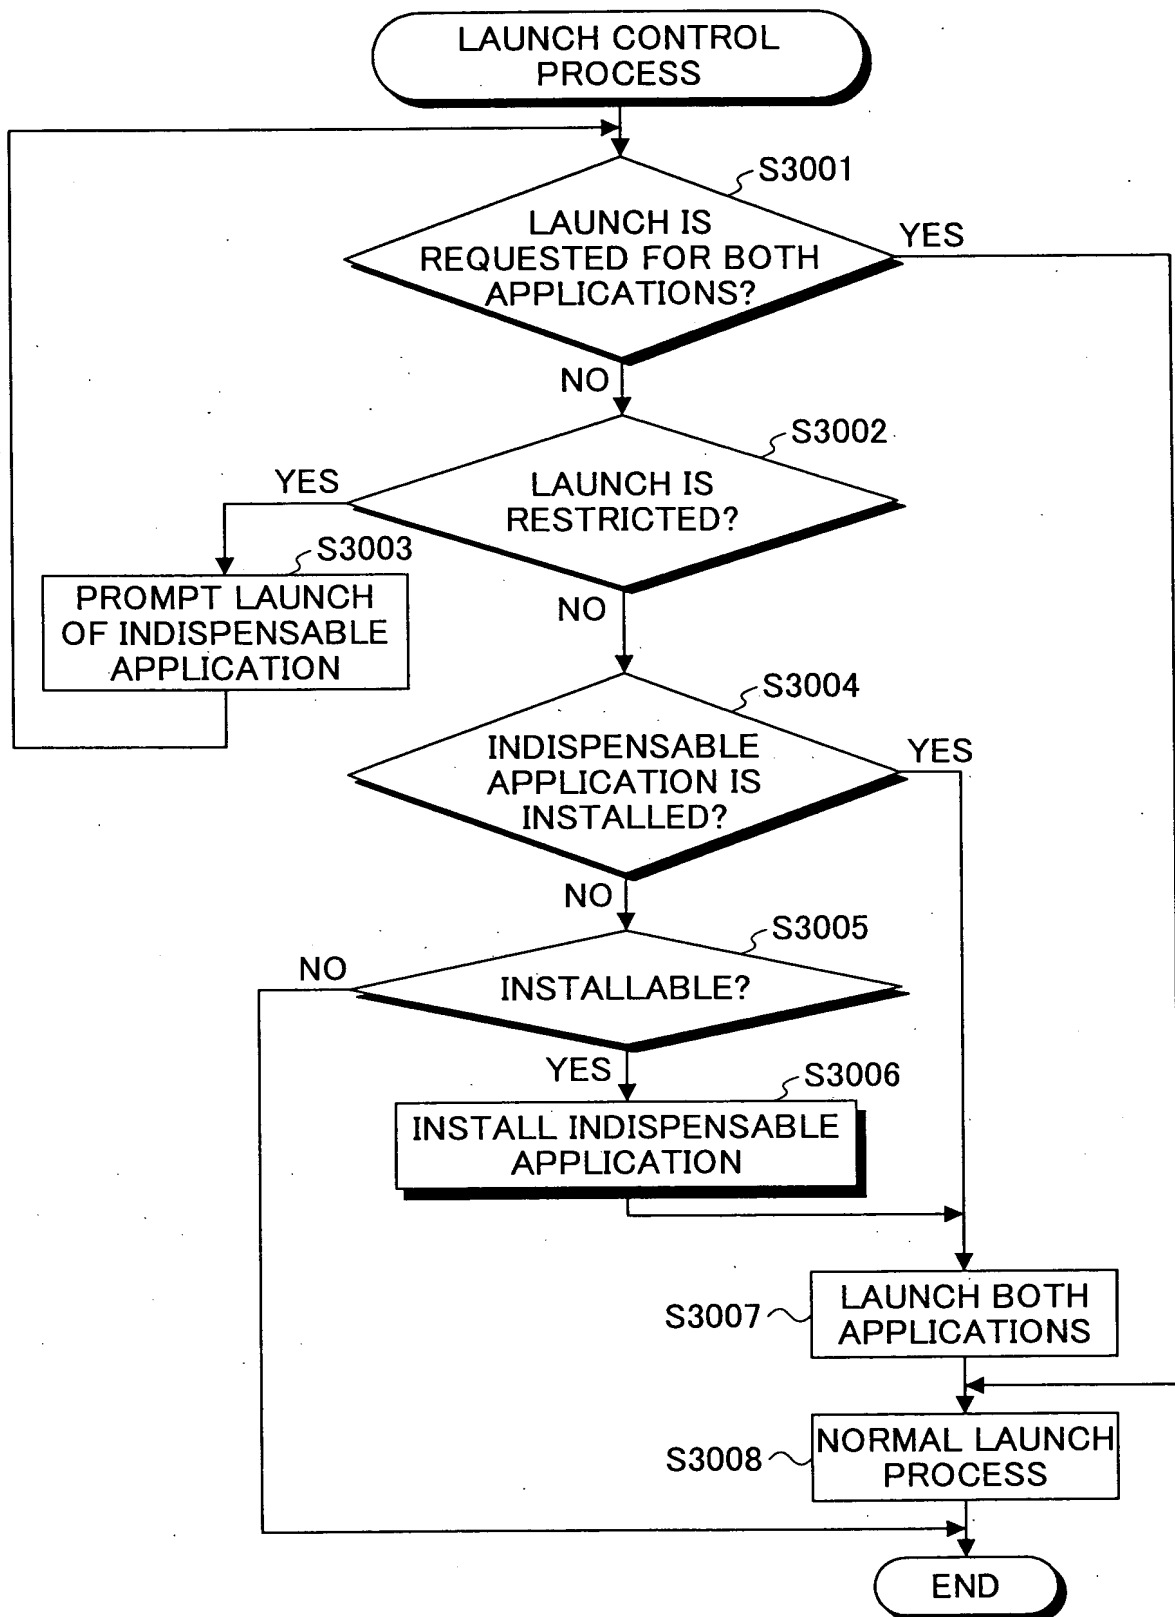 LAUNCH CONTROL
PROCESS
S3001
LAUNCH IS
REQUESTED FOR BOTH
APPLICATIONS?
YES
NO
S3002
LAUNCH IS
RESTRICTED?
YES
S3003
PROMPT LAUNCH
OF INDISPENSABLE
APPLICATION
NO
S3004
INDISPENSABLE
APPLICATION IS
INSTALLED?
YES
NO
S3005
INSTALLABLE?
NO
YES
S3006
INSTALL INDISPENSABLE
APPLICATION
S3007
LAUNCH BOTH
APPLICATIONS
S3008
NORMAL LAUNCH
PROCESS
END